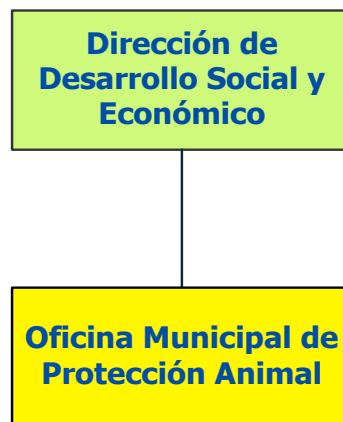 Dirección de
Desarrollo Social y
Económico
Oficina Municipal de
Protección Animal